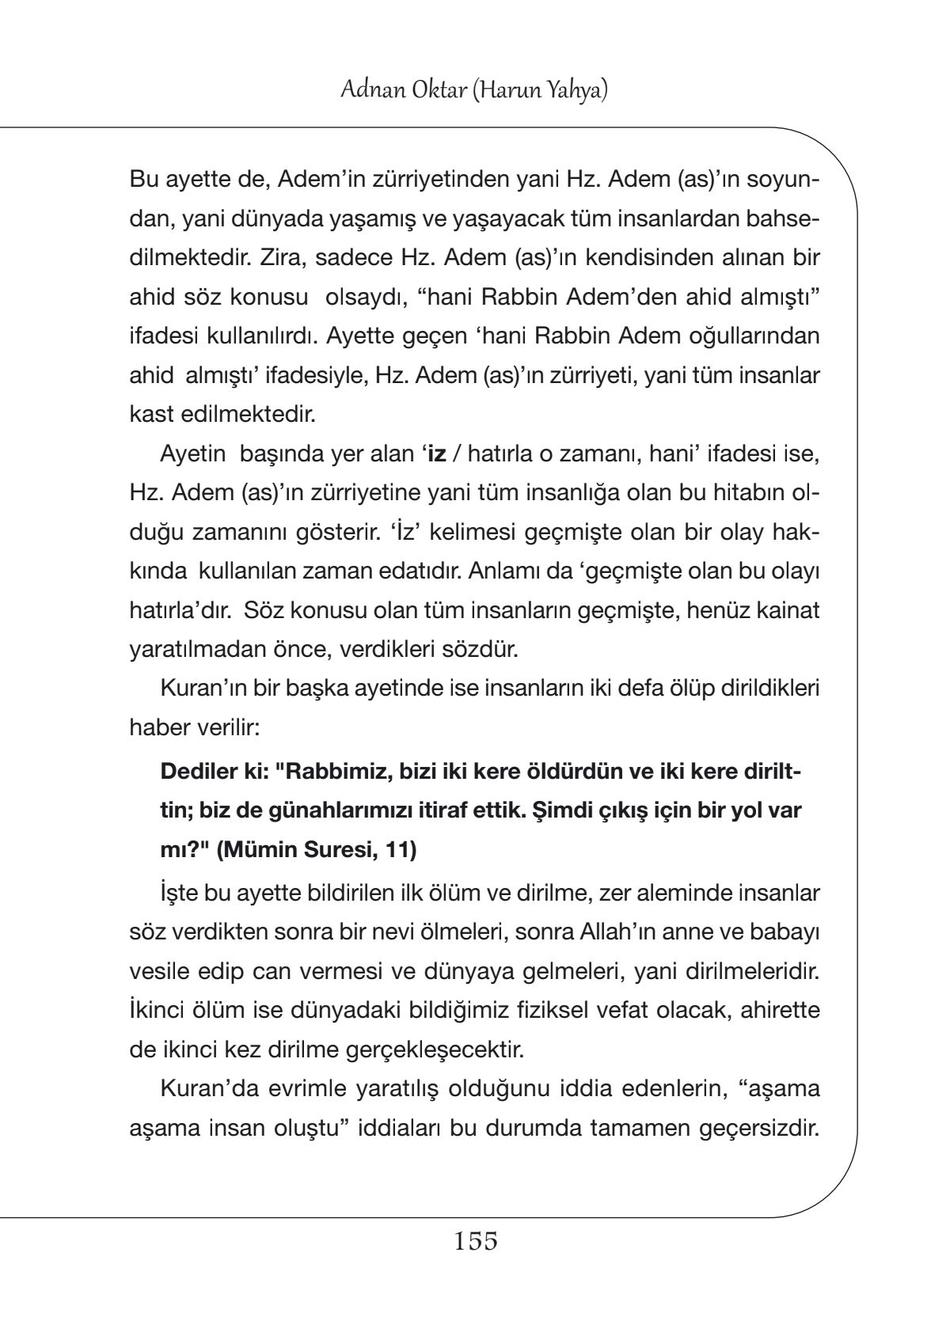 Adnan Oktar (Harun Yahya)
Bu ayette de, Adem’in zürriyetinden yani Hz. Adem (as)’ın soyun-
dan, yani dünyada yaşamış ve yaşayacak tüm insanlardan bahse-
dilmektedir. Zira, sadece Hz. Adem (as)’ın kendisinden alınan bir
ahid söz konusu olsaydı, “hani Rabbin Adem’den ahid almıştı”
ifadesi kullanılırdı. Ayette geçen ‘hani Rabbin Adem oğullarından
ahid almıştı’ ifadesiyle, Hz. Adem (as)’ın zürriyeti, yani tüm insanlar
kast edilmektedir.
Ayetin başında yer alan ‘iz / hatırla o zamanı, hani’ ifadesi ise,
Hz. Adem (as)’ın zürriyetine yani tüm insanlığa olan bu hitabın ol-
duğu zamanını gösterir. ‘İz’ kelimesi geçmişte olan bir olay hak-
kında kullanılan zaman edatıdır. Anlamı da ‘geçmişte olan bu olayı
hatırla’dır. Söz konusu olan tüm insanların geçmişte, henüz kainat
yaratılmadan önce, verdikleri sözdür.
Kuran’ın bir başka ayetinde ise insanların iki defa ölüp dirildikleri
haber verilir:
Dediler ki: "Rabbimiz, bizi iki kere öldürdün ve iki kere dirilt-
tin; biz de günahlarımızı itiraf ettik. Şimdi çıkış için bir yol var
mı?" (Mümin Suresi, 11)
İşte bu ayette bildirilen ilk ölüm ve dirilme, zer aleminde insanlar
söz verdikten sonra bir nevi ölmeleri, sonra Allah’ın anne ve babayı
vesile edip can vermesi ve dünyaya gelmeleri, yani dirilmeleridir.
İkinci ölüm ise dünyadaki bildiğimiz fiziksel vefat olacak, ahirette
de ikinci kez dirilme gerçekleşecektir.
Kuran’da evrimle yaratılış olduğunu iddia edenlerin, “aşama
aşama insan oluştu” iddiaları bu durumda tamamen geçersizdir.
155